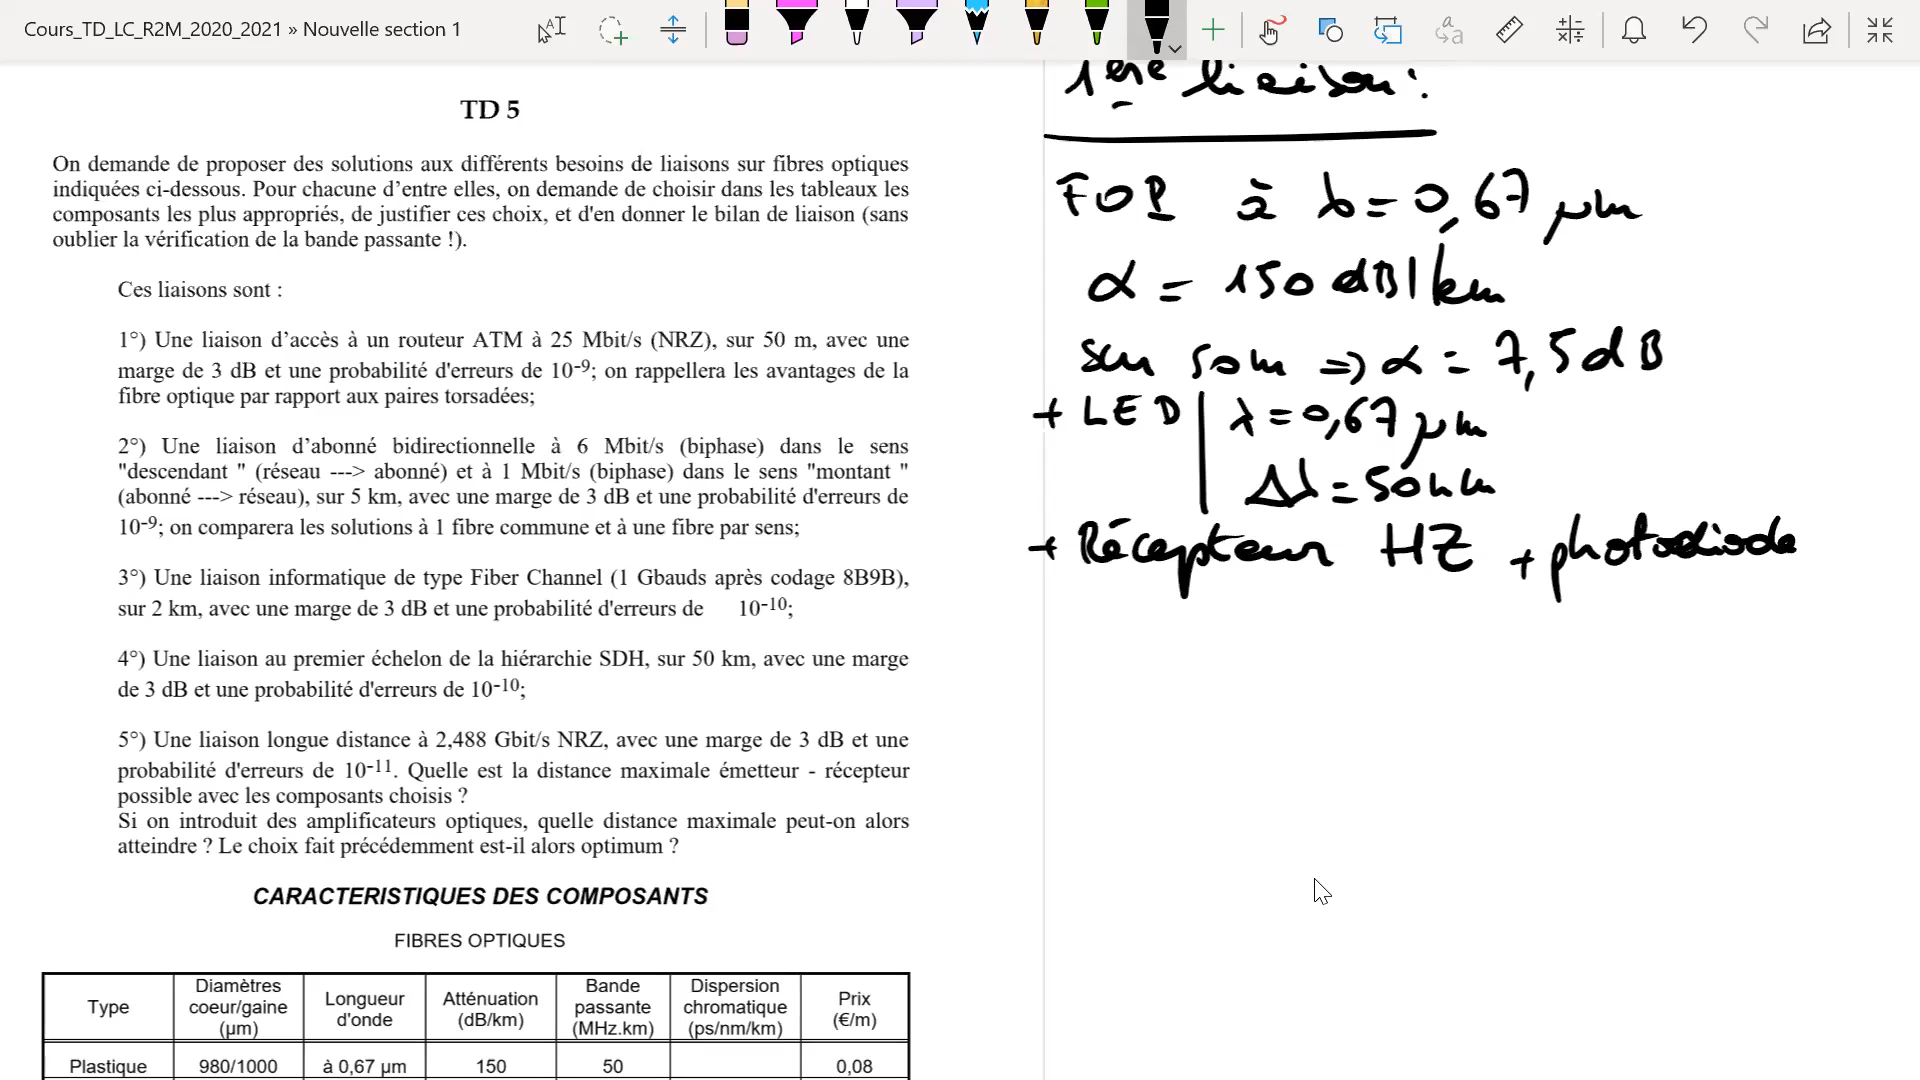 Cours_TD_LC_R2M_2020_2021 » Nouvelle section 1
TD 5
On demande de proposer des solutions aux différents besoins de liaisons sur fibres optiques
indiquées ci-dessous. Pour chacune d'entre elles, on demande de choisir dans les tableaux les
composants les plus appropriés, de justifier ces choix, et d'en donner le bilan de liaison (sans
oublier la vérification de la bande passante !).
Ces liaisons sont :
1°) Une liaison d'accès à un routeur ATM à 25 Mbit/s (NRZ), sur 50 m, avec une
marge de 3 dB et une probabilité d'erreurs de 10-9; on rappellera les avantages de la
fibre optique par rapport aux paires torsadées;
2°) Une liaison d'abonné bidirectionnelle à 6 Mbit/s (biphase) dans le sens
"descendant " (réseau ---> abonné) et à 1 Mbit/s (biphase) dans le sens "montant "
(abonné ---> réseau), sur 5 km, avec une marge de 3 dB et une probabilité d'erreurs de
10-9; on comparera les solutions à 1 fibre commune et à une fibre par sens;
3°) Une liaison informatique de type Fiber Channel (1 Gbauds après codage 8B9B),
sur 2 km, avec une marge de 3 dB et une probabilité d'erreurs de 10-10;
4°) Une liaison au premier échelon de la hiérarchie SDH, sur 50 km, avec une marge
de 3 dB et une probabilité d'erreurs de 10-10;
5°) Une liaison longue distance à 2,488 Gbit/s NRZ, avec une marge de 3 dB et une
probabilité d'erreurs de 10-11. Quelle est la distance maximale émetteur - récepteur
possible avec les composants choisis ?
Si on introduit des amplificateurs optiques, quelle distance maximale peut-on alors
atteindre ? Le choix fait précédemment est-il alors optimum ?
CARACTERISTIQUES DES COMPOSANTS
FIBRES OPTIQUES
Type Diamètres coeur/gaine (µm) Longueur d'onde Atténuation (dB/km) Bande passante (MHz.km) Dispersion chromatique (ps/nm/km) Prix (€/m)
Plastique 980/1000 à 0,67 µm 150 50 0,08
1ère liaison :
FOP à λ = 0,67 µm
α = 150 dB/km
sur 50m => α = 7,5 dB
+ LED | λ = 0,67 µm
Δλ = 50nm
+ Récepteur HZ + photodiode